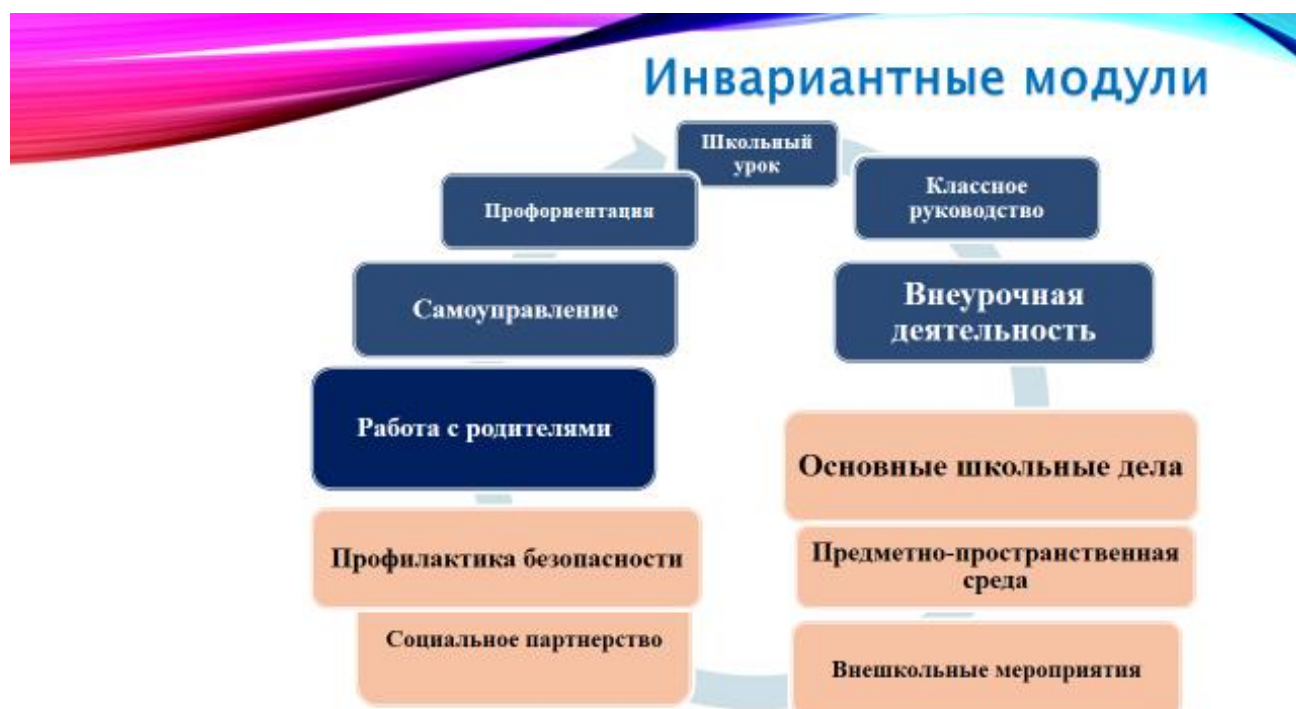 Инвариантные модули
Школьный
урок
Классное
руководство
Внеурочная
деятельность
Основные школьные дела
Предметно-пространственная
среда
Внешкольные мероприятия
Социальное партнерство
Профилактика безопасности
Работа с родителями
Самоуправление
Профориентация